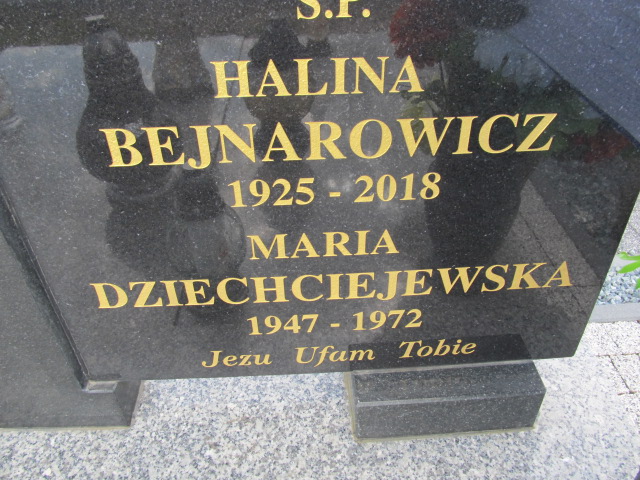 Ś.P.
HALINA
BEJNAROWICZ
1925 - 2018
MARIA
DZIECHCIEJEWSKA
1947 - 1972
Jezu Ufam Tobie